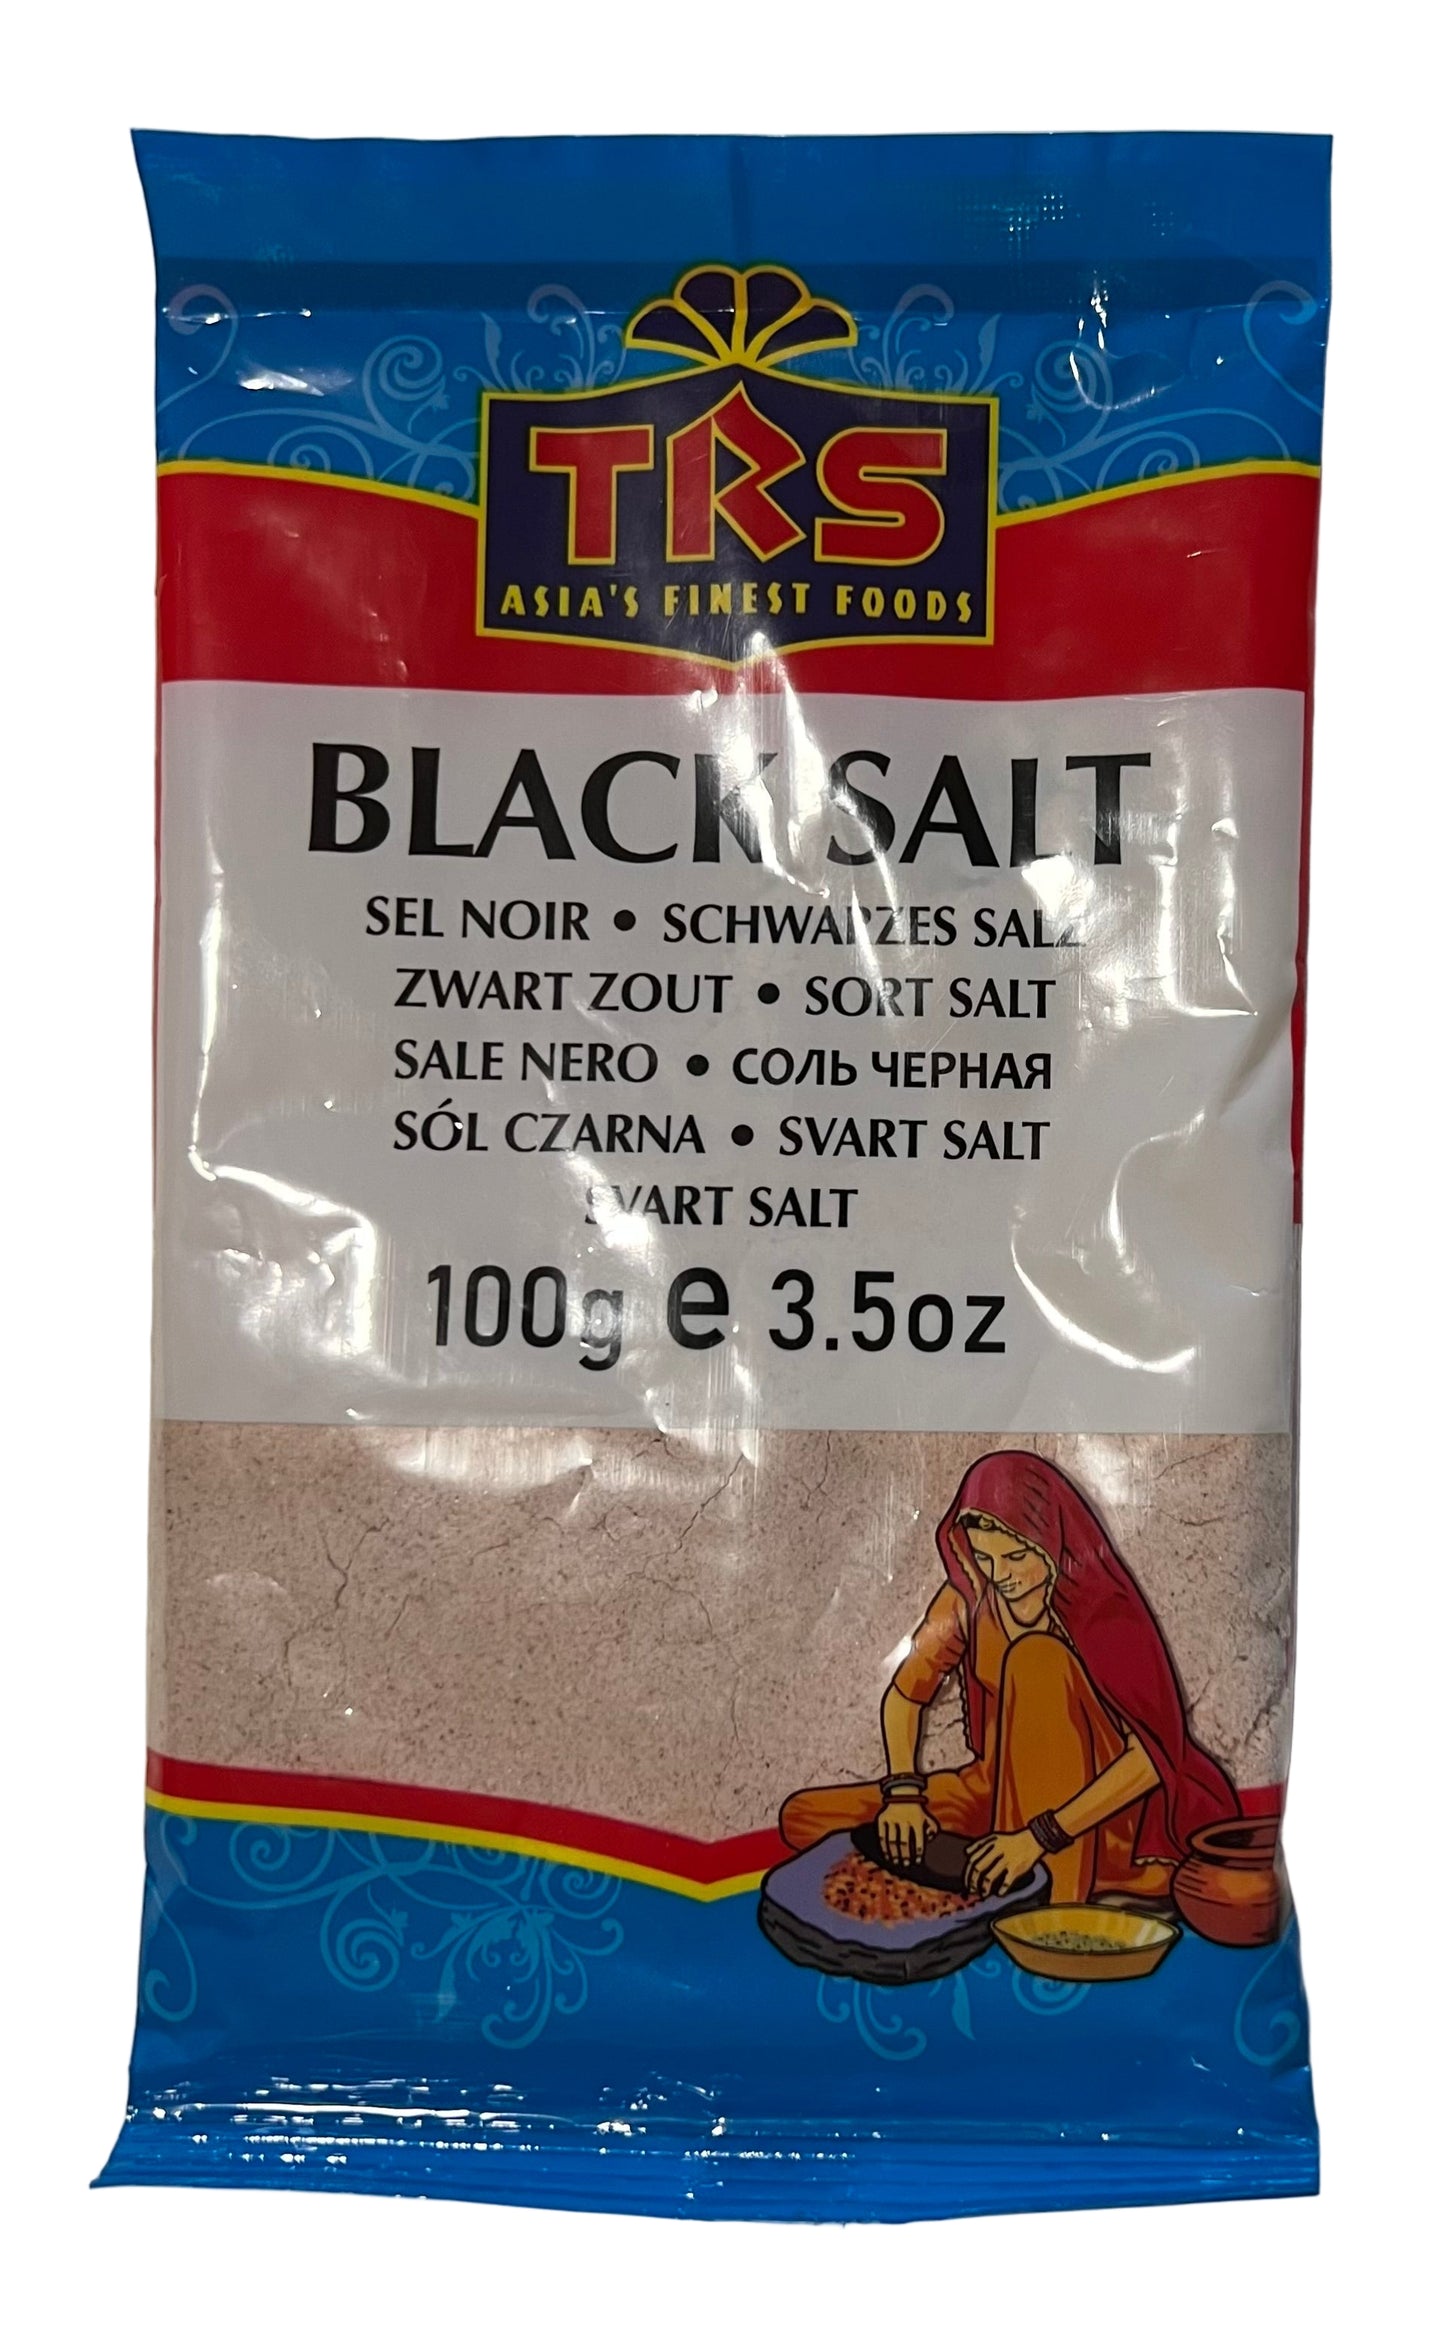 TRS
ASIA'S FINEST FOODS
BLACK SALT
SEL NOIR • SCHWARZES SALZ
ZWART ZOUT • SORT SALT
SALE NERO • СОЛЬ ЧЕРНАЯ
SÓL CZARNA • SVART SALT
SVART SALT
100g e 3.5oz